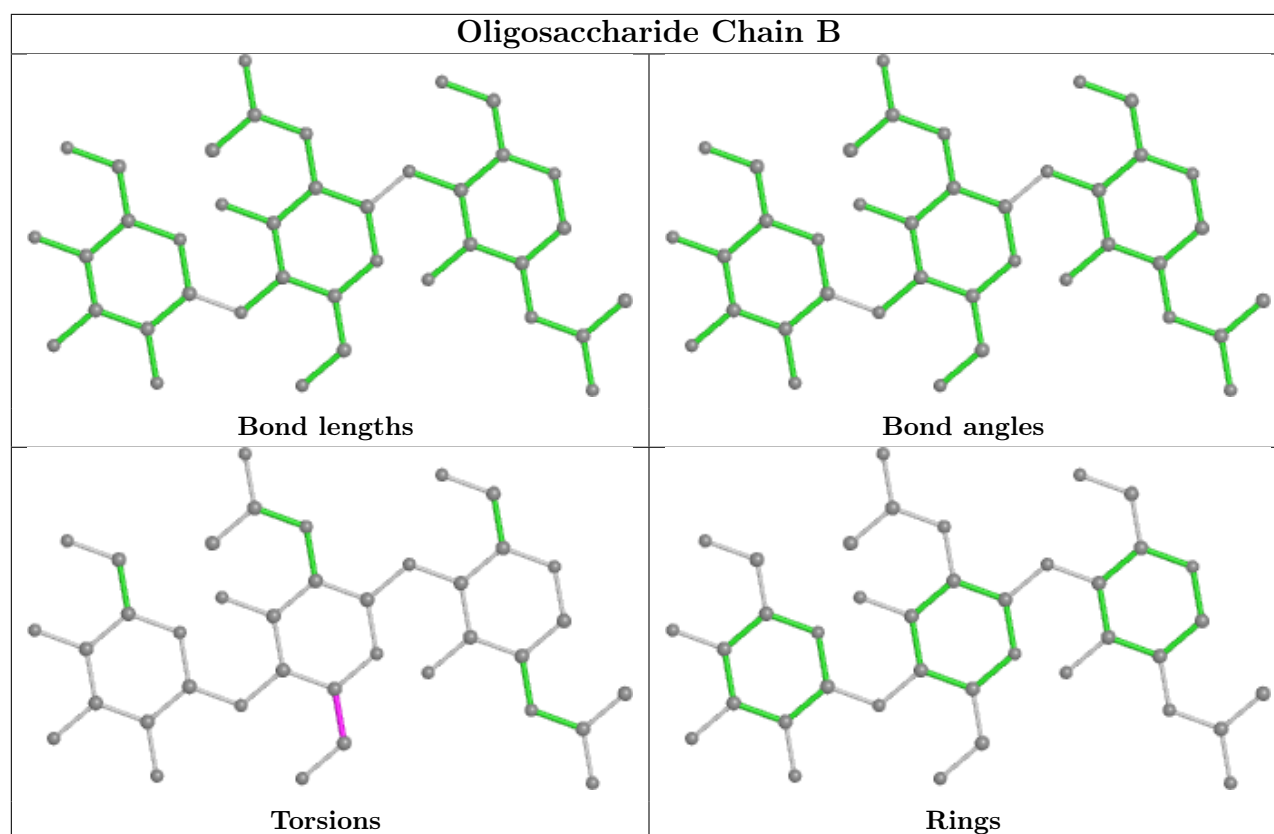 Oligosaccharide Chain B
Bond lengths
Bond angles
Torsions
Rings